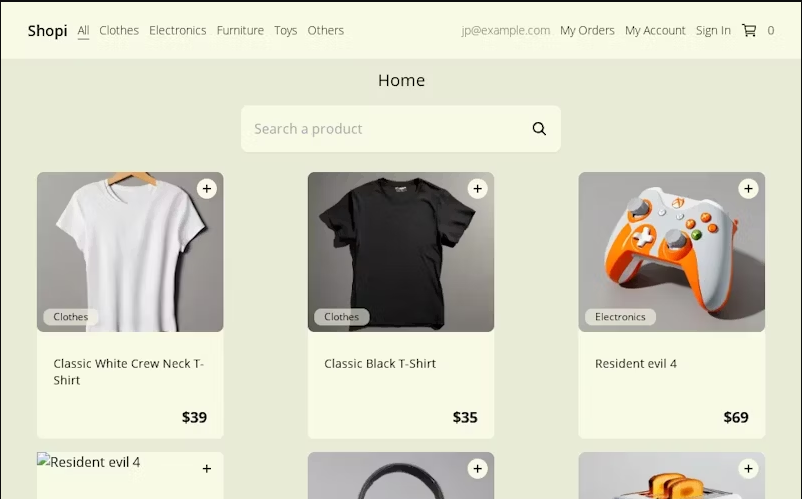 Shopi All Clothes Electronics Furniture Toys Others jp@example.com My Orders My Account Sign In 0
Home
Search a product
+ + +
Clothes Clothes Electronics
Classic White Crew Neck T- Classic Black T-Shirt Resident evil 4
Shirt
$39 $35 $69
Resident evil 4 + + +